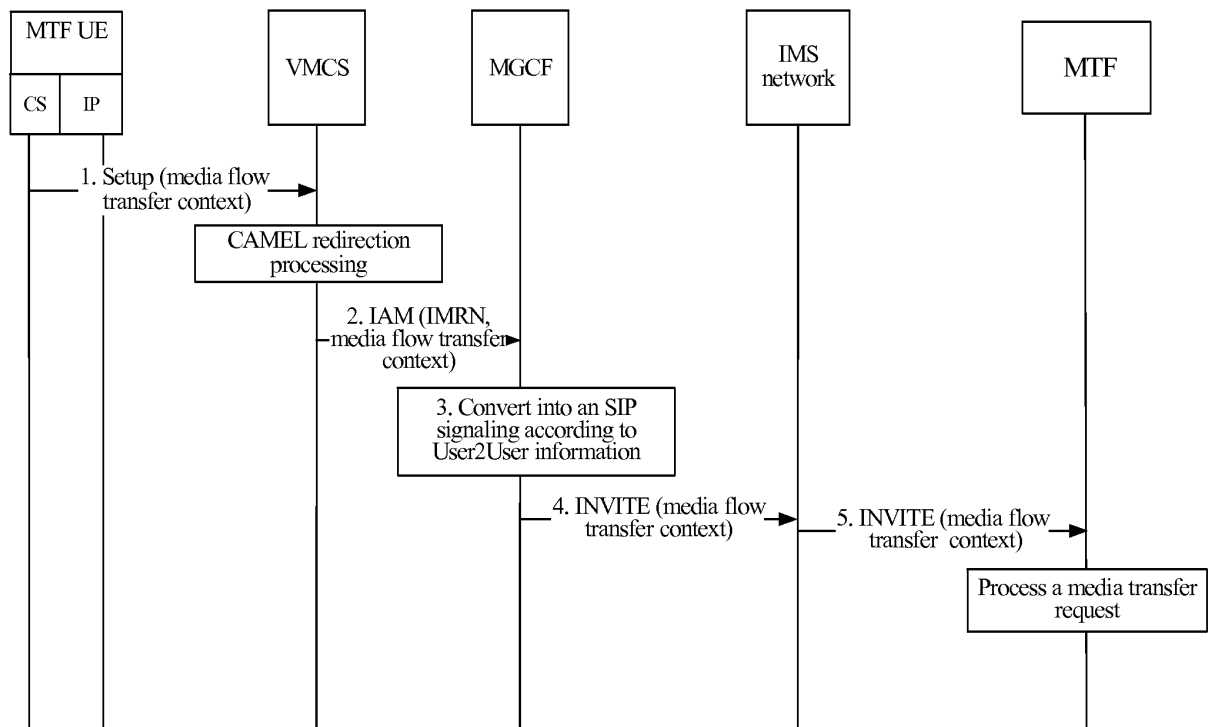 MTF UE
CS
IP
VMCS
MGCF
IMS
network
MTF
1. Setup (media flow
transfer context)
CAMEL redirection
processing
2. IAM (IMRN,
media flow transfer
context)
3. Convert into an SIP
signaling according to
User2User information
4. INVITE (media flow
transfer context)
5. INVITE (media flow
transfer context)
Process a media transfer
request